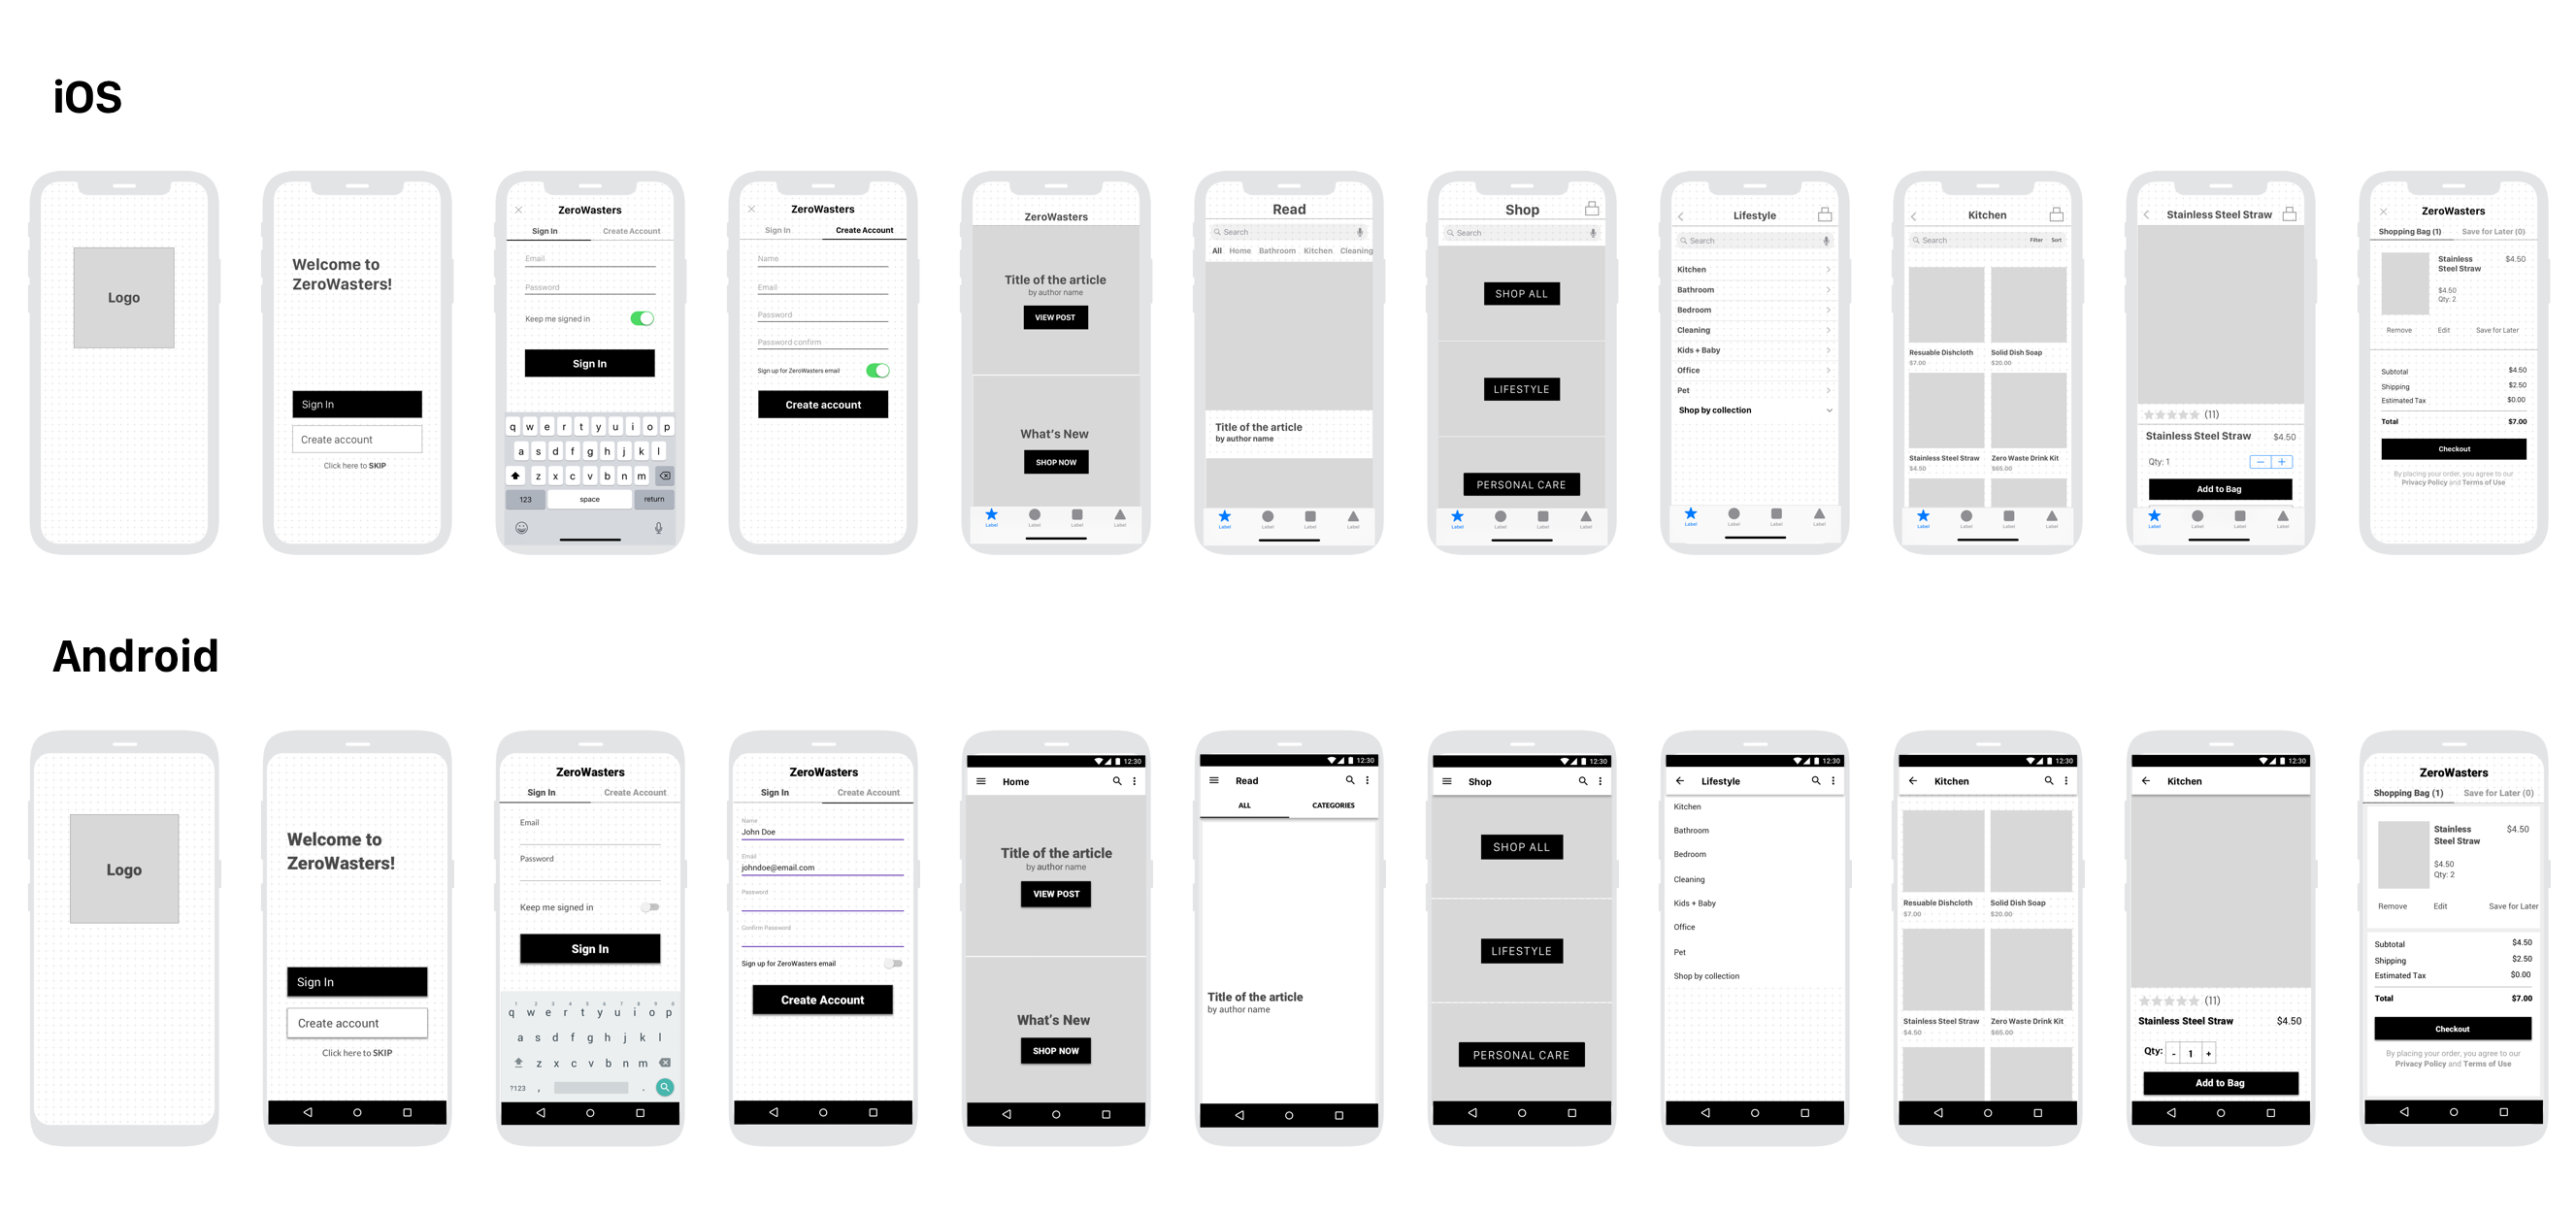 iOS
Logo
Welcome to
ZeroWasters!
Sign In
Create account
Click here to SKIP
ZeroWasters
Sign In Create Account
Email
Password
Keep me signed in
Sign In
q w e r t y u i o p
a s d f g h j k l
z x c v b n m
123 space return
ZeroWasters
Sign In Create Account
Name
Email
Password
Password confirm
Sign up for ZeroWasters email
Create account
ZeroWasters
Title of the article
by author name
VIEW POST
What's New
SHOP NOW
Label Label Label Label
Read
Search
All Home Bathroom Kitchen Cleaning
Title of the article
by author name
Label Label Label Label
Shop
Search
SHOP ALL
LIFESTYLE
PERSONAL CARE
Label Label Label Label
Lifestyle
Search
Kitchen
Bathroom
Bedroom
Cleaning
Kids + Baby
Office
Pet
Shop by collection
Label Label Label Label
Kitchen
Search Filter Sort
Resuable Dishcloth Solid Dish Soap
$7.00 $20.00
Stainless Steel Straw Zero Waste Drink Kit
$4.50 $65.00
Label Label Label Label
Stainless Steel Straw
(11)
Stainless Steel Straw $4.50
Qty: 1 − +
Add to Bag
Label Label Label Label
ZeroWasters
Shopping Bag (1) Save for Later (0)
Stainless $4.50
Steel Straw
$4.50
Qty. 2
Remove Edit Save for Later
Subtotal $4.50
Shipping $2.50
Estimated Tax $0.00
Total $7.00
Checkout
By placing your order, you agree to our
Privacy Policy and Terms of Use
Android
Logo
Welcome to
ZeroWasters!
Sign In
Create account
Click here to SKIP
ZeroWasters
Sign In Create Account
Email
Password
Keep me signed in
Sign In
1 2 3 4 5 6 7 8 9 0
q w e r t y u i o p
a s d f g h j k l
z x c v b n m
?123 , .
ZeroWasters
Sign In Create Account
Name
John Doe
Email
johndoe@email.com
Password
Confirm Password
Sign up for ZeroWasters email
Create Account
12:30
Home
Title of the article
by author name
VIEW POST
What's New
SHOP NOW
12:30
Read
ALL CATEGORIES
Title of the article
by author name
12:30
Shop
SHOP ALL
LIFESTYLE
PERSONAL CARE
12:30
Lifestyle
Kitchen
Bathroom
Bedroom
Cleaning
Kids + Baby
Office
Pet
Shop by collection
12:30
Kitchen
Resuable Dishcloth Solid Dish Soap
$7.00 $20.00
Stainless Steel Straw Zero Waste Drink Kit
$4.50 $65.00
12:30
Kitchen
(11)
Stainless Steel Straw $4.50
Qty: - 1 +
Add to Bag
ZeroWasters
Shopping Bag (1) Save for Later (0)
Stainless $4.50
Steel Straw
$4.50
Qty: 2
Remove Edit Save for Later
Subtotal $4.50
Shipping $2.50
Estimated Tax $0.00
Total $7.00
Checkout
By placing your order, you agree to our
Privacy Policy and Terms of Use